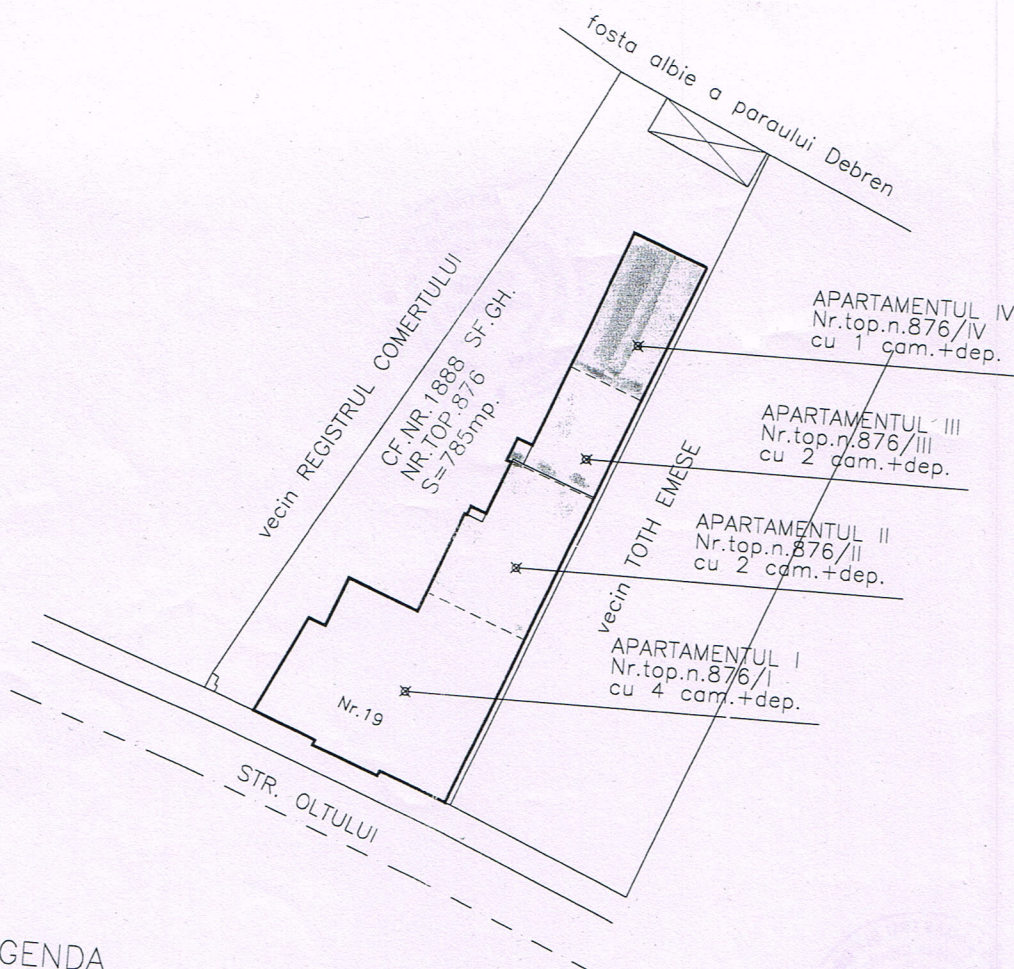 fosta albie a paraului Debren
vecin REGISTRUL COMERTULUI
CF.NR.1888 SF.GH.
NR.TOP.876
S=785mp.
APARTAMENTUL IV
Nr.top.n.876/IV
cu 1 cam.+dep.
APARTAMENTUL III
Nr.top.n.876/III
cu 2 cam.+dep.
vecin TOTH EMESE
APARTAMENTUL II
Nr.top.n.876/II
cu 2 cam.+dep.
APARTAMENTUL I
Nr.top.n.876/I
cu 4 cam.+dep.
Nr.19
STR. OLTULUI
GENDA